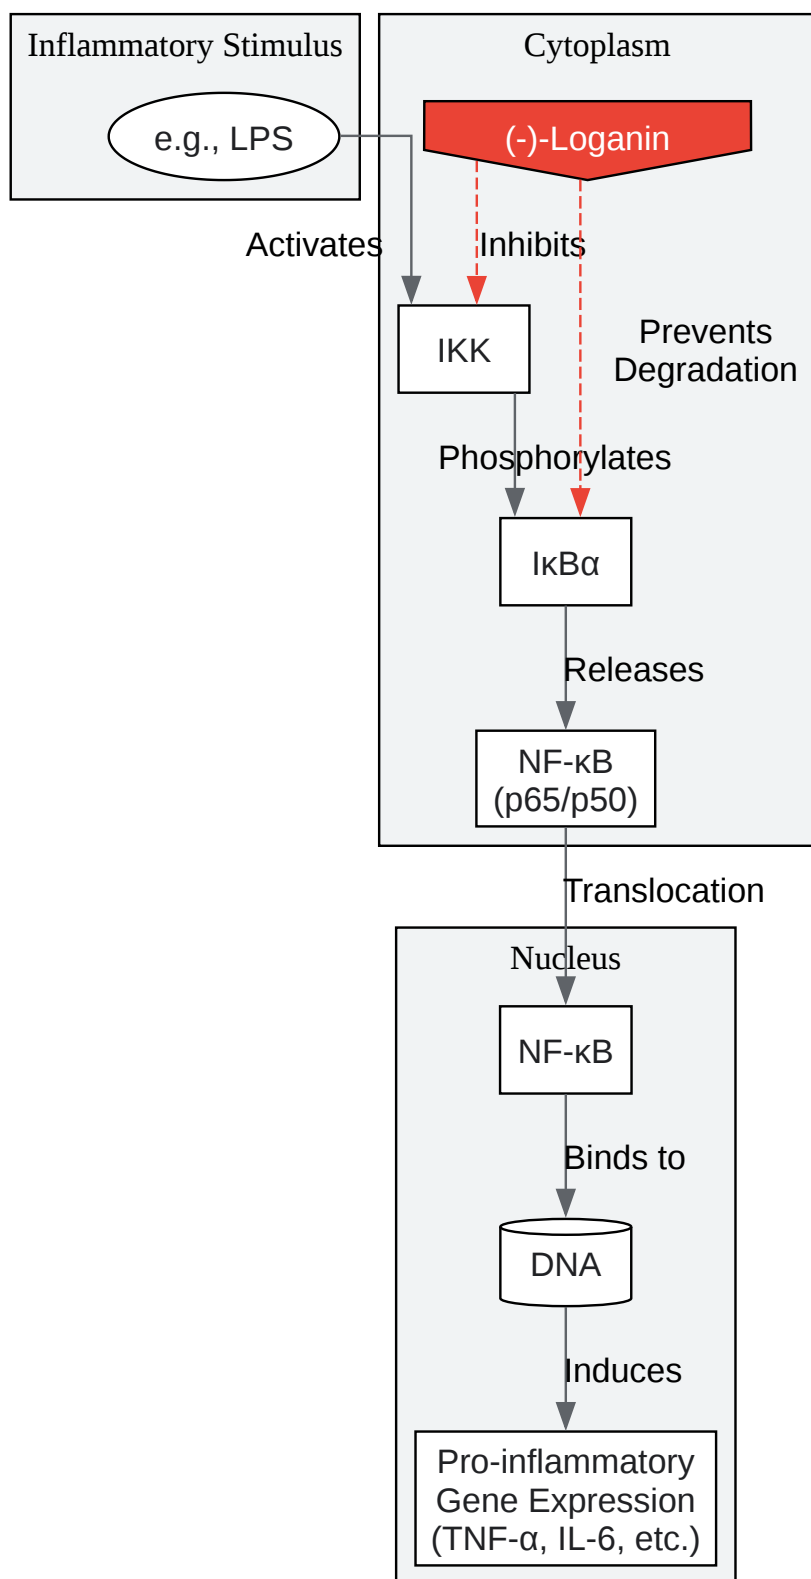 Inflammatory Stimulus
Cytoplasm
e.g., LPS
(-)-Loganin
Activates
Inhibits
Prevents
Degradation
IKK
Phosphorylates
IκBα
Releases
NF-κB
(p65/p50)
Translocation
Nucleus
NF-κB
Binds to
DNA
Induces
Pro-inflammatory
Gene Expression
(TNF-α, IL-6, etc.)